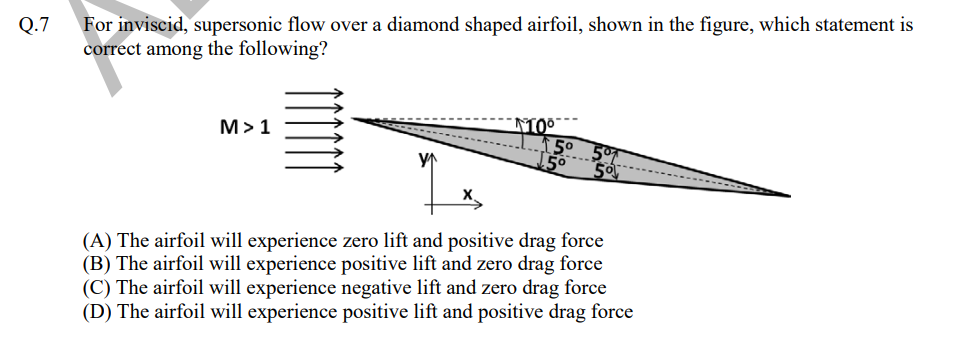 Q.7 For inviscid, supersonic flow over a diamond shaped airfoil, shown in the figure, which statement is
correct among the following?
M > 1
10°
5° 5°
5° 5°
y
x
(A) The airfoil will experience zero lift and positive drag force
(B) The airfoil will experience positive lift and zero drag force
(C) The airfoil will experience negative lift and zero drag force
(D) The airfoil will experience positive lift and positive drag force